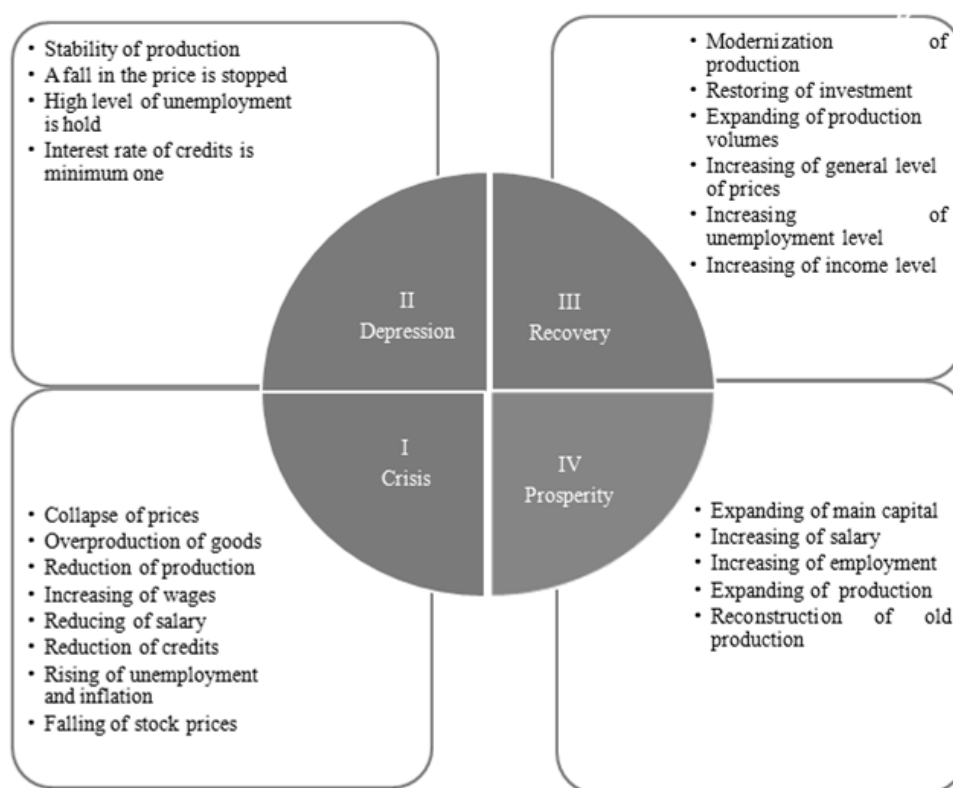 • Stability of production
• A fall in the price is stopped
• High level of unemployment
is hold
• Interest rate of credits is
minimum one
• Modernization of
production
• Restoring of investment
• Expanding of production
volumes
• Increasing of general level
of prices
• Increasing of
unemployment level
• Increasing of income level
II
Depression
III
Recovery
I
Crisis
IV
Prosperity
• Collapse of prices
• Overproduction of goods
• Reduction of production
• Increasing of wages
• Reducing of salary
• Reduction of credits
• Rising of unemployment
and inflation
• Falling of stock prices
• Expanding of main capital
• Increasing of salary
• Increasing of employment
• Expanding of production
• Reconstruction of old
production